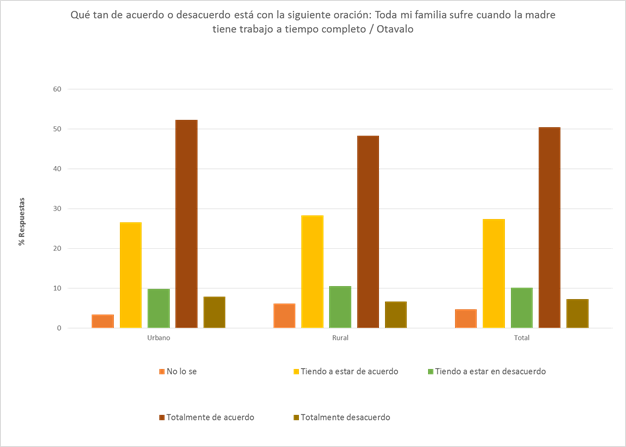 Qué tan de acuerdo o desacuerdo está con la siguiente oración: Toda mi familia sufre cuando la madre
tiene trabajo a tiempo completo / Otavalo
60
50
40
30
20
10
0
% Respuestas
Urbano Rural Total
No lo se Tiendo a estar de acuerdo Tiendo a estar en desacuerdo
Totalmente de acuerdo Totalmente desacuerdo